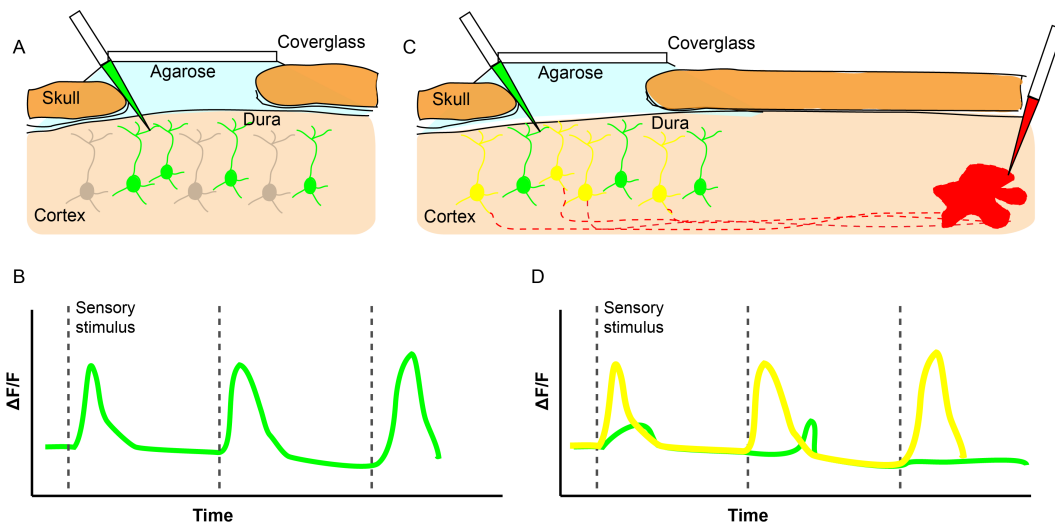 A
Coverglass
Agarose
Skull
Dura
Cortex
C
Coverglass
Agarose
Skull
Dura
Cortex
B
Sensory
stimulus
ΔF/F
Time
D
Sensory
stimulus
ΔF/F
Time